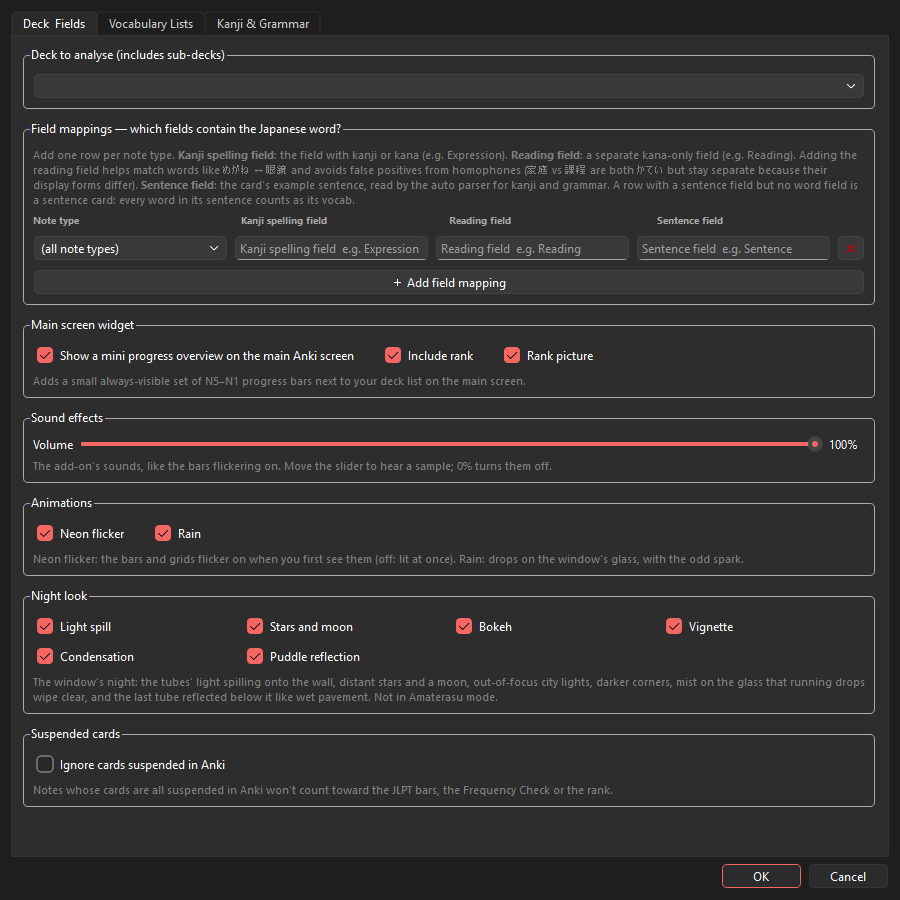 Deck Fields
Vocabulary Lists
Kanji & Grammar
Deck to analyse (includes sub-decks)
Field mappings — which fields contain the Japanese word?
Add one row per note type. Kanji spelling field: the field with kanji or kana (e.g. Expression). Reading field: a separate kana-only field (e.g. Reading). Adding the
reading field helps match words like めがね ↔ 眼鏡 and avoids false positives from homophones (家庭 vs 課程 are both かてい but stay separate because their
display forms differ). Sentence field: the card's example sentence, read by the auto parser for kanji and grammar. A row with a sentence field but no word field is
a sentence card: every word in its sentence counts as its vocab.
Note type
Kanji spelling field
Reading field
Sentence field
(all note types)
Kanji spelling field e.g. Expression
Reading field e.g. Reading
Sentence field e.g. Sentence
+ Add field mapping
Main screen widget
Show a mini progress overview on the main Anki screen
Include rank
Rank picture
Adds a small always-visible set of N5–N1 progress bars next to your deck list on the main screen.
Sound effects
Volume
100%
The add-on's sounds, like the bars flickering on. Move the slider to hear a sample; 0% turns them off.
Animations
Neon flicker
Rain
Neon flicker: the bars and grids flicker on when you first see them (off: lit at once). Rain: drops on the window's glass, with the odd spark.
Night look
Light spill
Stars and moon
Bokeh
Vignette
Condensation
Puddle reflection
The window's night: the tubes' light spilling onto the wall, distant stars and a moon, out-of-focus city lights, darker corners, mist on the glass that running drops
wipe clear, and the last tube reflected below it like wet pavement. Not in Amaterasu mode.
Suspended cards
Ignore cards suspended in Anki
Notes whose cards are all suspended in Anki won't count toward the JLPT bars, the Frequency Check or the rank.
OK
Cancel